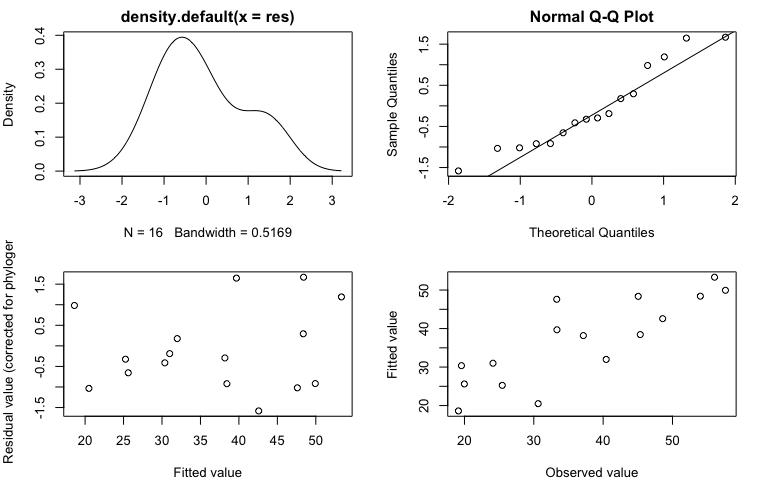 density.default(x = res)
Density
0.0 0.1 0.2 0.3 0.4
-3 -2 -1 0 1 2 3
N = 16 Bandwidth = 0.5169
Normal Q-Q Plot
Sample Quantiles
-1.5 -0.5 0.5 1.5
-2 -1 0 1 2
Theoretical Quantiles
Residual value (corrected for phyloger
-1.5 -0.5 0.5 1.5
20 25 30 35 40 45 50
Fitted value
Fitted value
20 30 40 50
20 30 40 50
Observed value